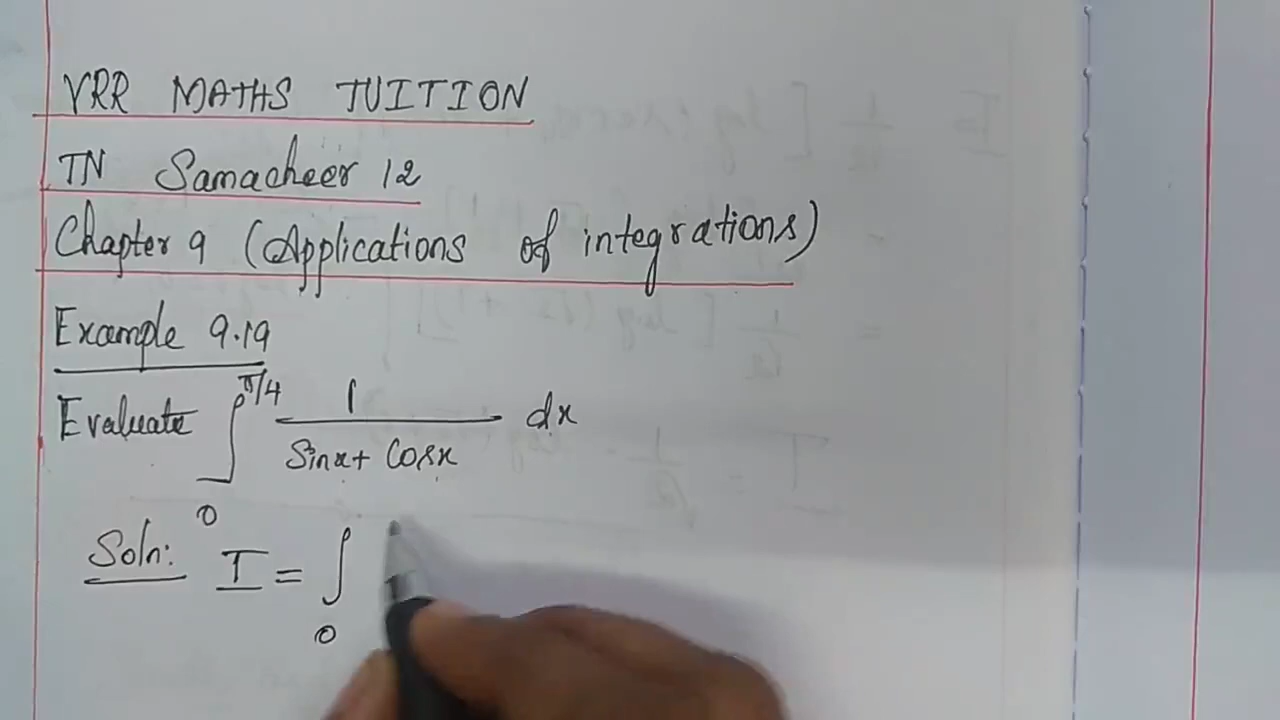 VRR MATHS TUITION
TN Samacheer 12
Chapter 9 (Applications of integrations)
Example 9.19
Evaluate ∫₀^π/4 1/(Sinx + Cosx) dx
Soln: I = ∫₀